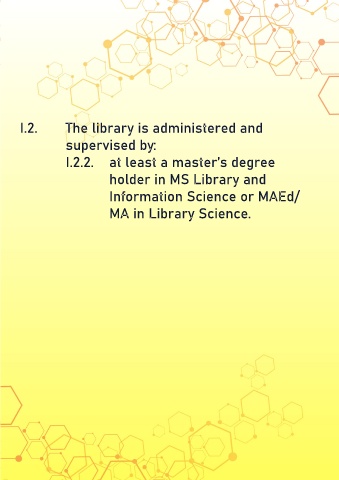 I.2. The library is administered and
supervised by:
I.2.2. at least a master's degree
holder in MS Library and
Information Science or MAEd/
MA in Library Science.